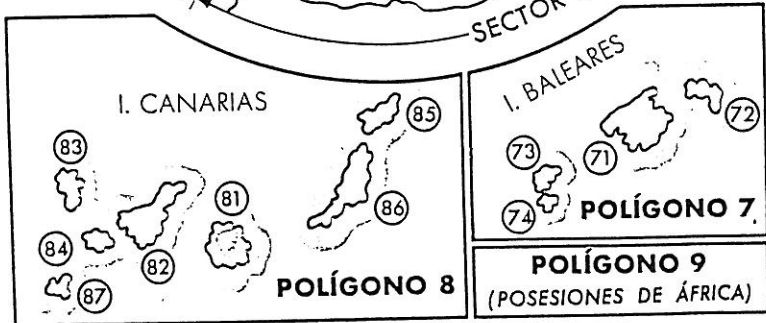 SECTOR
I. CANARIAS
85
83
81
86
84
82
87
POLÍGONO 8
I. BALEARES
72
73
71
74
POLÍGONO 7.
POLÍGONO 9
(POSESIONES DE ÁFRICA)